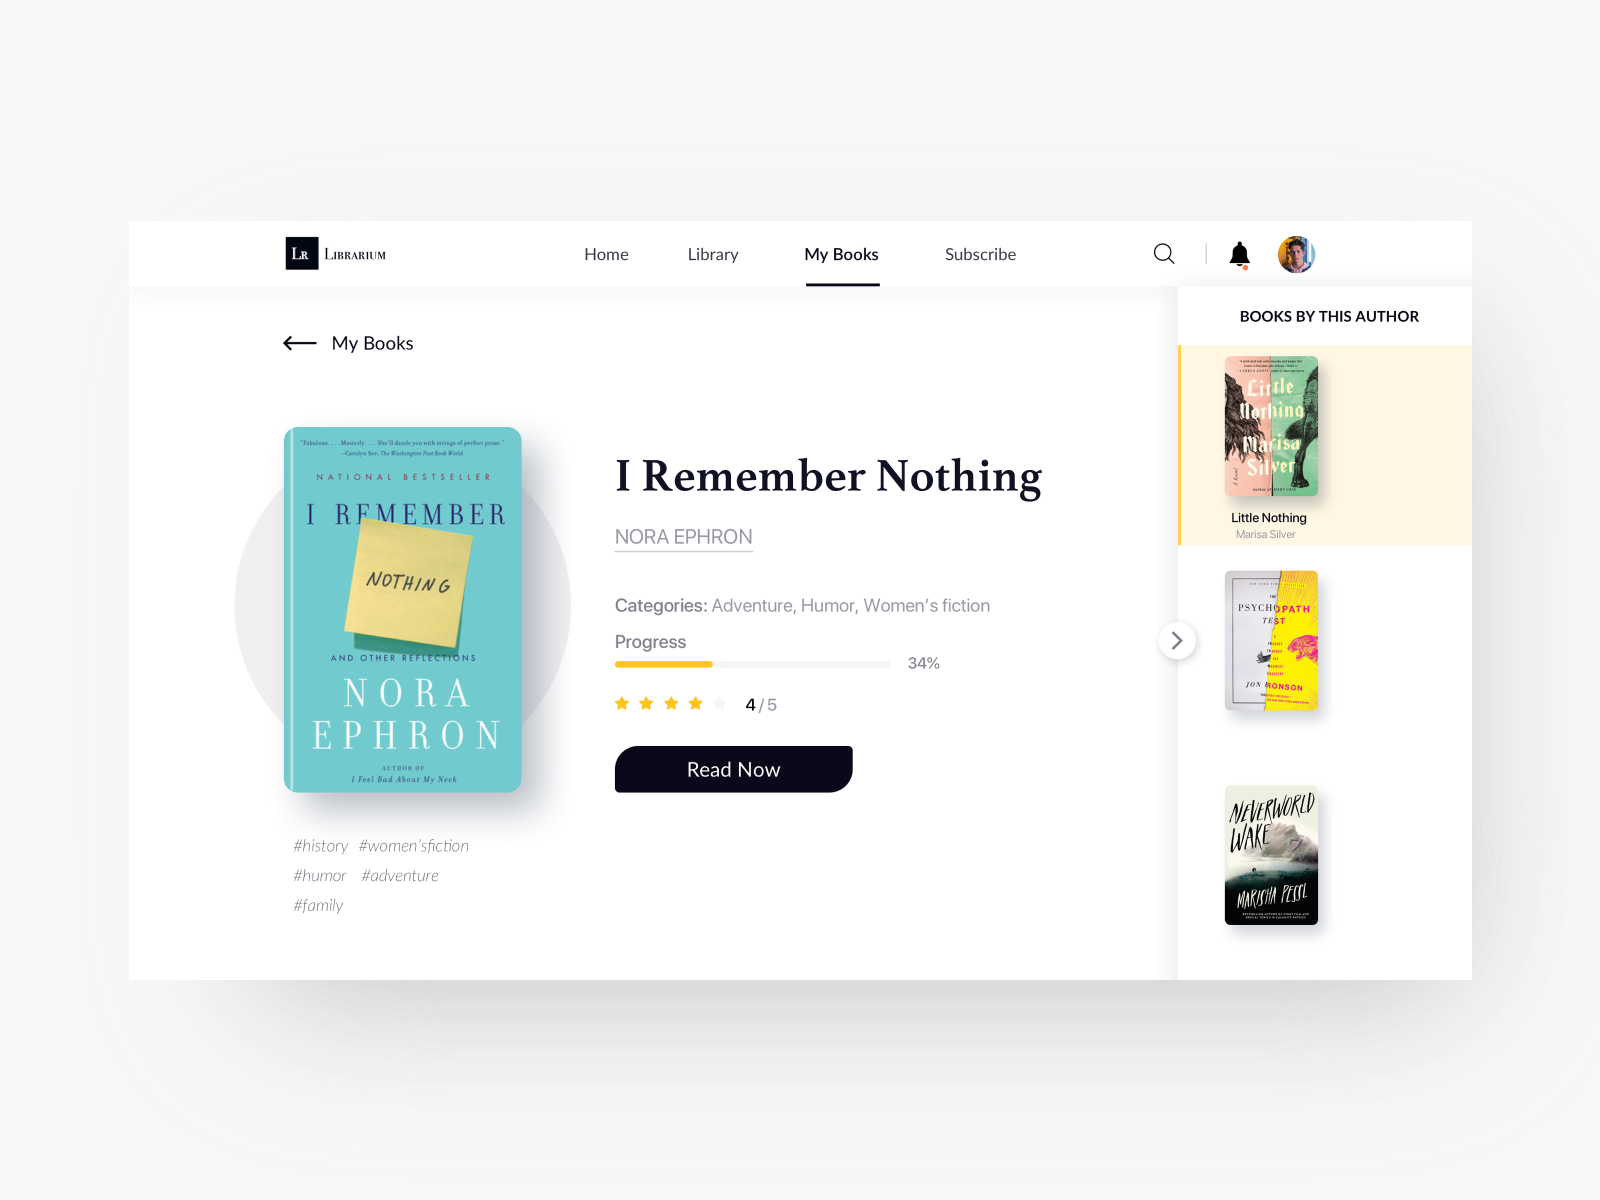 LR LIBRARIUM
Home
Library
My Books
Subscribe
My Books
"Fabulous. . . . Masterly. . . . She'll dazzle you with strings of perfect prose."
—Carolyn See, The Washington Post Book World
NATIONAL BESTSELLER
I REMEMBER
NOTHING
AND OTHER REFLECTIONS
NORA
EPHRON
AUTHOR OF
I Feel Bad About My Neck
#history #women'sfiction
#humor #adventure
#family
I Remember Nothing
NORA EPHRON
Categories: Adventure, Humor, Women's fiction
Progress
34%
4/5
Read Now
BOOKS BY THIS AUTHOR
Little
Nothing
Marisa
Silver
A Novel
Little Nothing
Marisa Silver
THE
PSYCHOPATH
TEST
JON RONSON
NEVERWORLD
WAKE
MARISHA PESSL